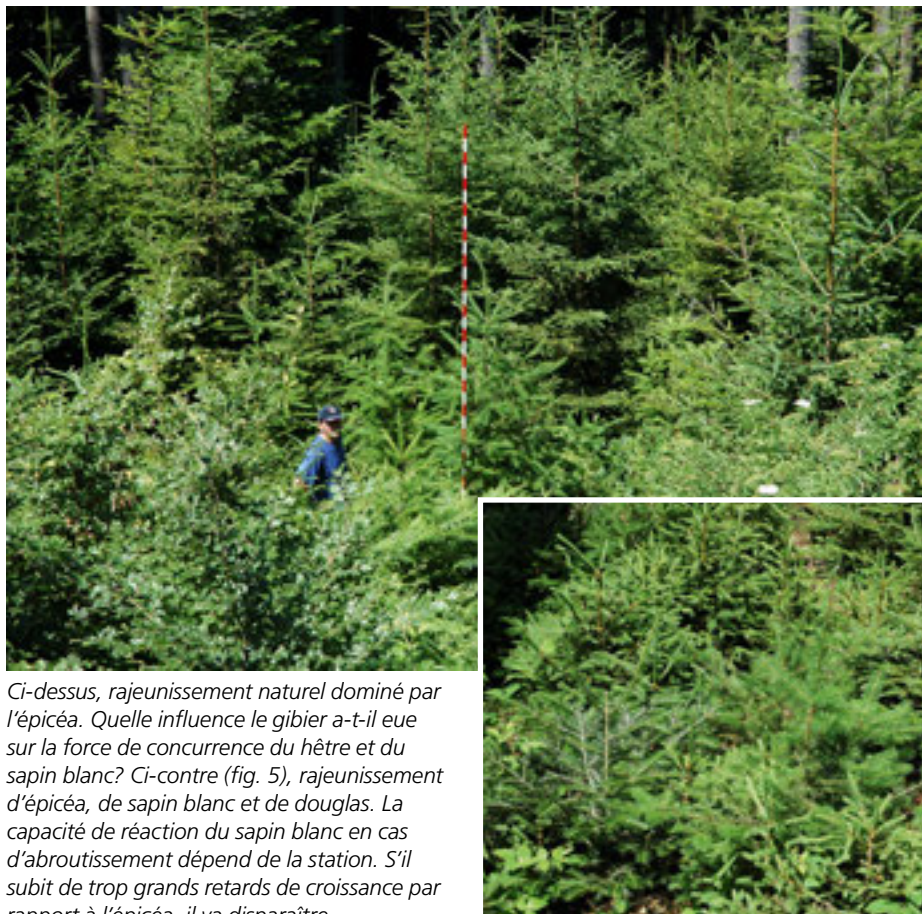 Ci-dessus, rajeunissement naturel dominé par
l‘épicéa. Quelle influence le gibier a-t-il eue
sur la force de concurrence du hêtre et du
sapin blanc? Ci-contre (fig. 5), rajeunissement
d’épicéa, de sapin blanc et de douglas. La
capacité de réaction du sapin blanc en cas
d’abroutissement dépend de la station. S‘il
subit de trop grands retards de croissance par
rapport à l‘épicéa, il va disparaître